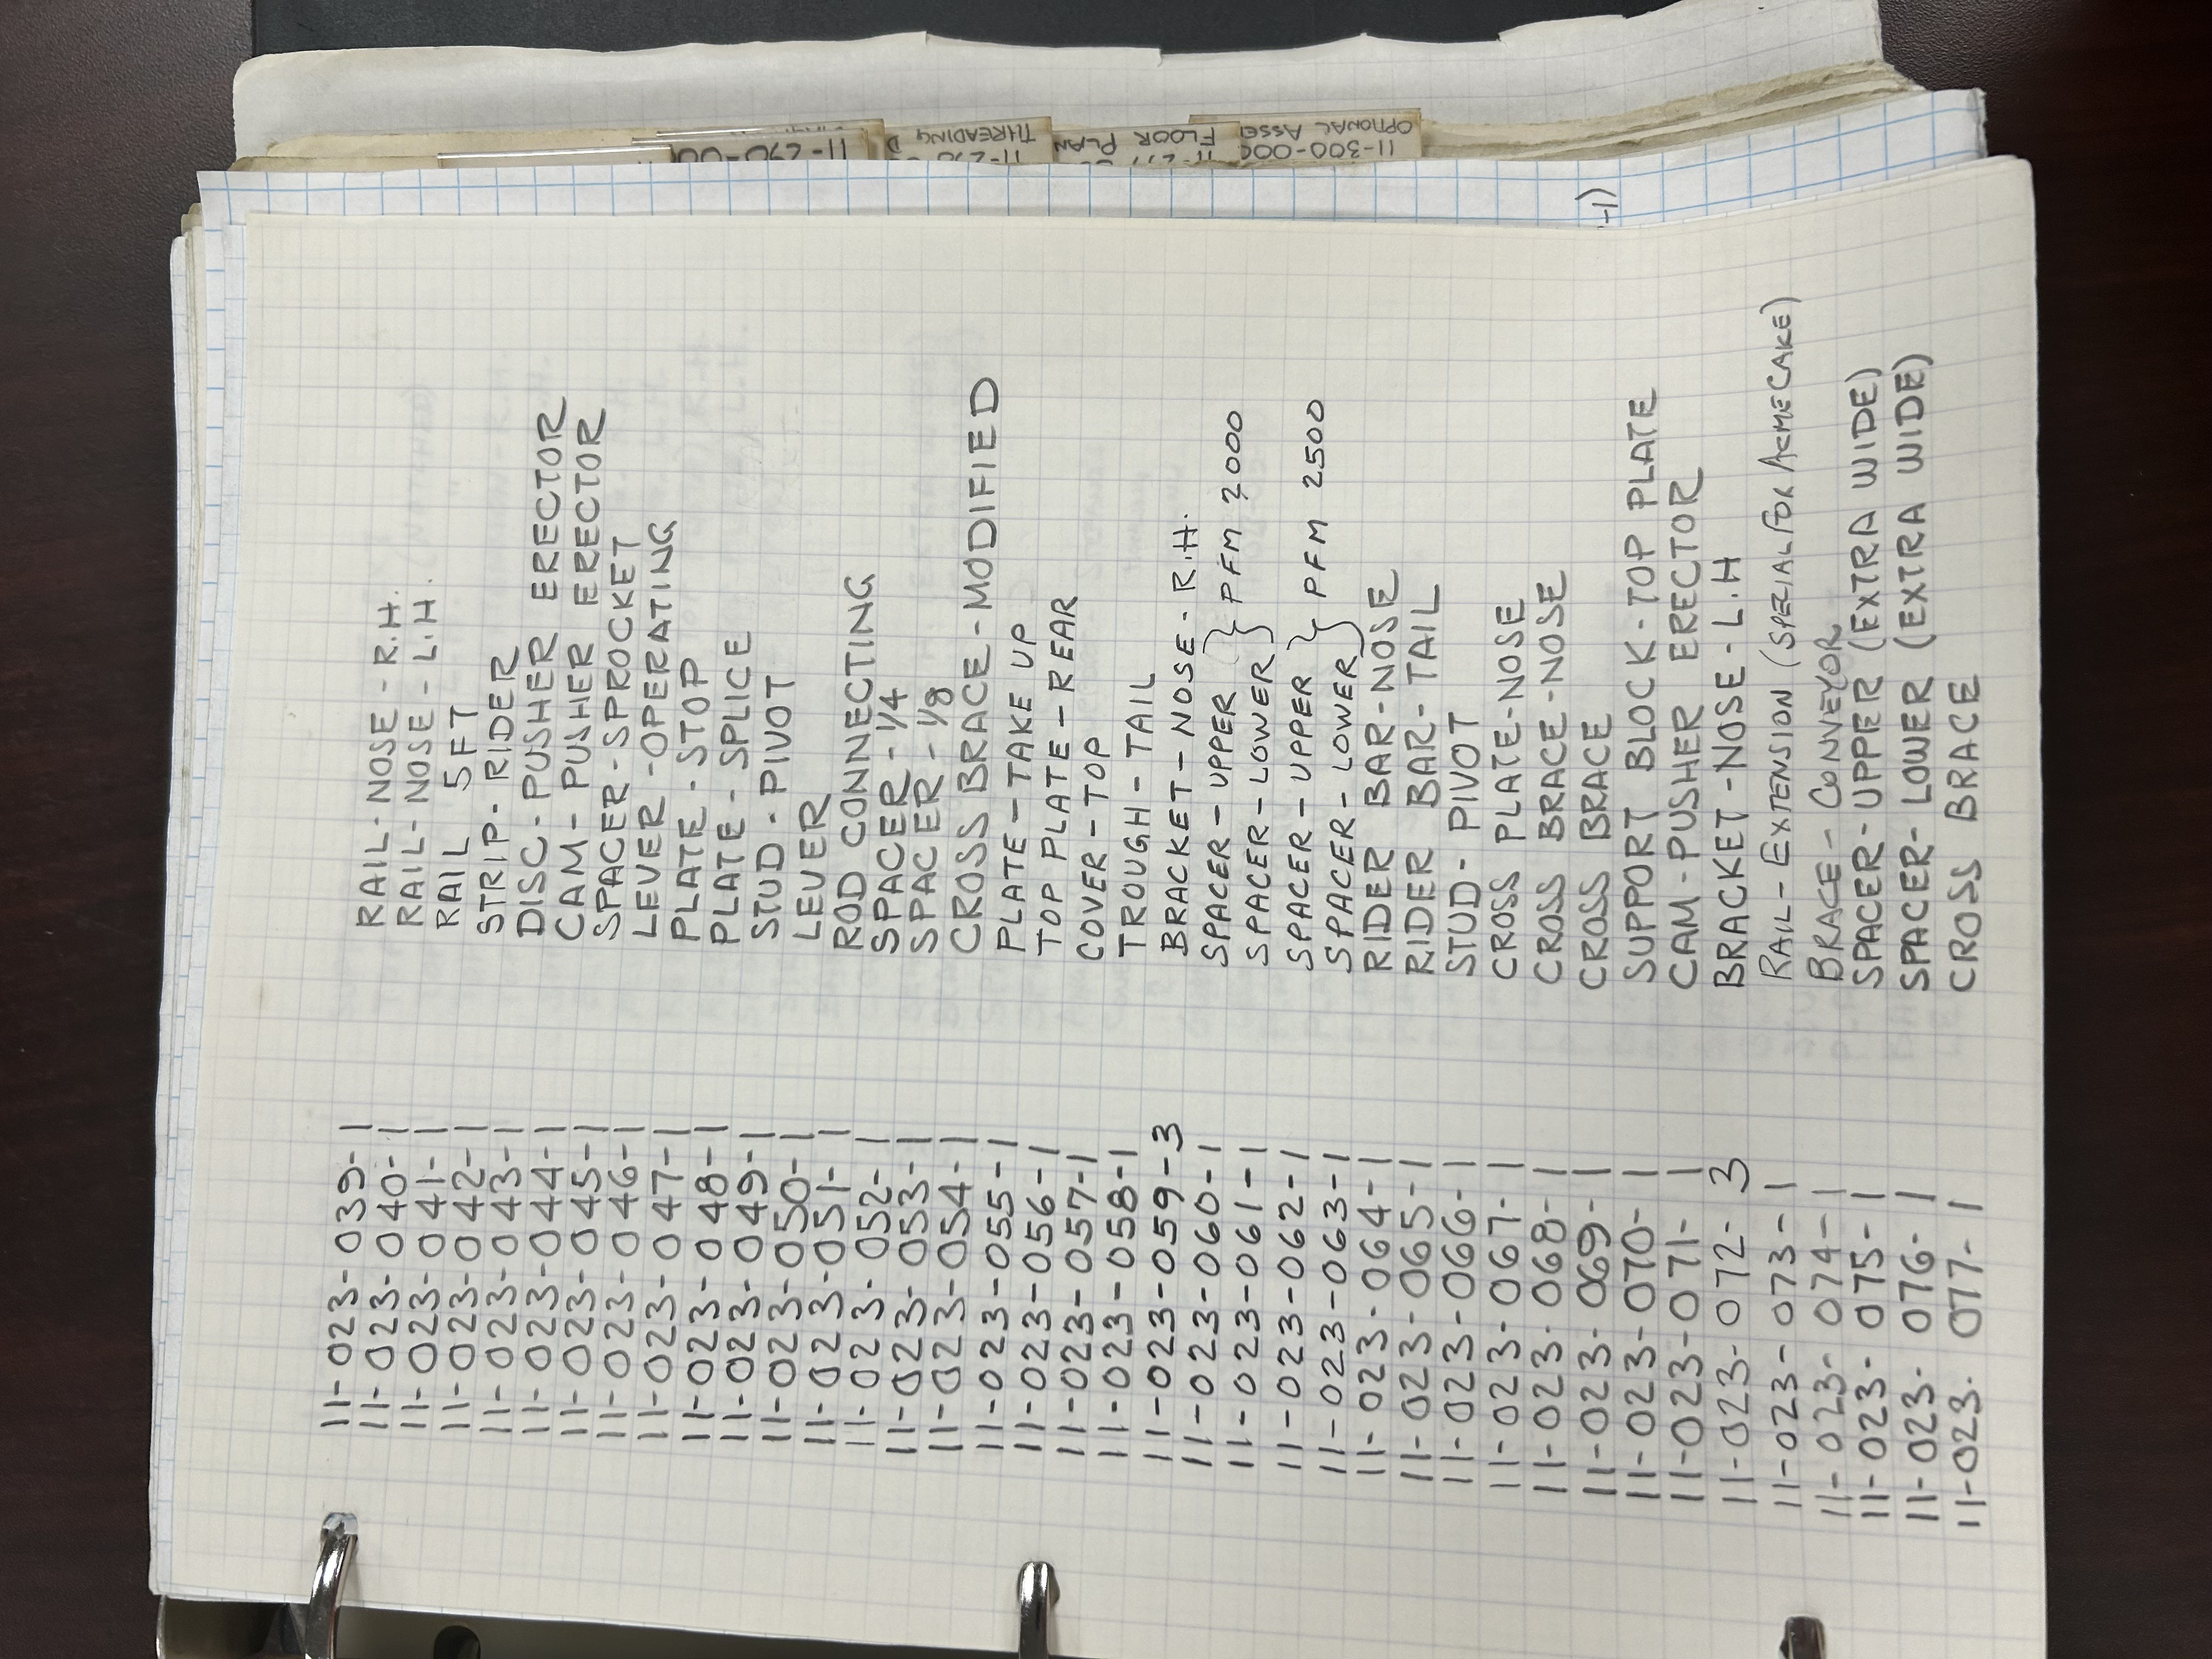 11-023-039-1 RAIL-NOSE-R.H.
11-023-040-1 RAIL-NOSE-L.H.
11-023-041-1 RAIL 5FT
11-023-042-1 STRIP-RIDER
11-023-043-1 DISC-PUSHER ERECTOR
11-023-044-1 CAM-PUSHER ERECTOR
11-023-045-1 SPACER-SPROCKET
11-023-046-1 LEVER-OPERATING
11-023-047-1 PLATE-STOP
11-023-048-1 PLATE-SPLICE
11-023-049-1 STUD-PIVOT
11-023-050-1 LEVER
11-023-051-1 ROD CONNECTING
11-023-052-1 SPACER-1/4
11-023-053-1 SPACER-1/8
11-023-054-1 CROSS BRACE-MODIFIED
11-023-055-1 PLATE-TAKE UP
11-023-056-1 TOP PLATE-REAR
11-023-057-1 COVER-TOP
11-023-058-1 TROUGH-TAIL
11-023-059-3 BRACKET-NOSE-R.H.
11-023-060-1 SPACER-UPPER } PFM 2000
11-023-061-1 SPACER-LOWER
11-023-062-1 SPACER-UPPER } PFM 2500
11-023-063-1 SPACER-LOWER
11-023-064-1 RIDER BAR-NOSE
11-023-065-1 RIDER BAR-TAIL
11-023-066-1 STUD-PIVOT
11-023-067-1 CROSS PLATE-NOSE
11-023-068-1 CROSS BRACE-NOSE
11-023-069-1 CROSS BRACE
11-023-070-1 SUPPORT BLOCK-TOP PLATE
11-023-071-1 CAM-PUSHER ERECTOR
11-023-072-3 BRACKET-NOSE-L.H
11-023-073-1 RAIL-EXTENSION (SPECIAL FOR ACME CAKE)
11-023-074-1 BRACE-CONVEYOR
11-023-075-1 SPACER-UPPER (EXTRA WIDE)
11-023-076-1 SPACER-LOWER (EXTRA WIDE)
11-023-077-1 CROSS BRACE
-1)
THREADING D
FLOOR PLAN
11-300-000
OPTIONAL ASSE